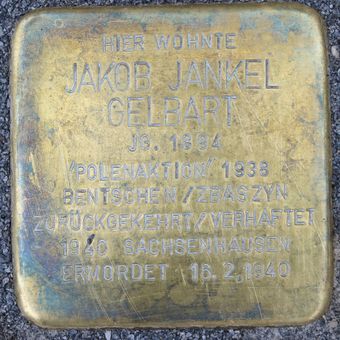 HIER WOHNTE
JAKOB JANKEL
GELBART
JG. 1894
'POLENAKTION' 1938
BENTSCHEN/ZBASZYN
ZURÜCKGEKEHRT/VERHAFTET
1940 SACHSENHAUSEN
ERMORDET 16.2.1940